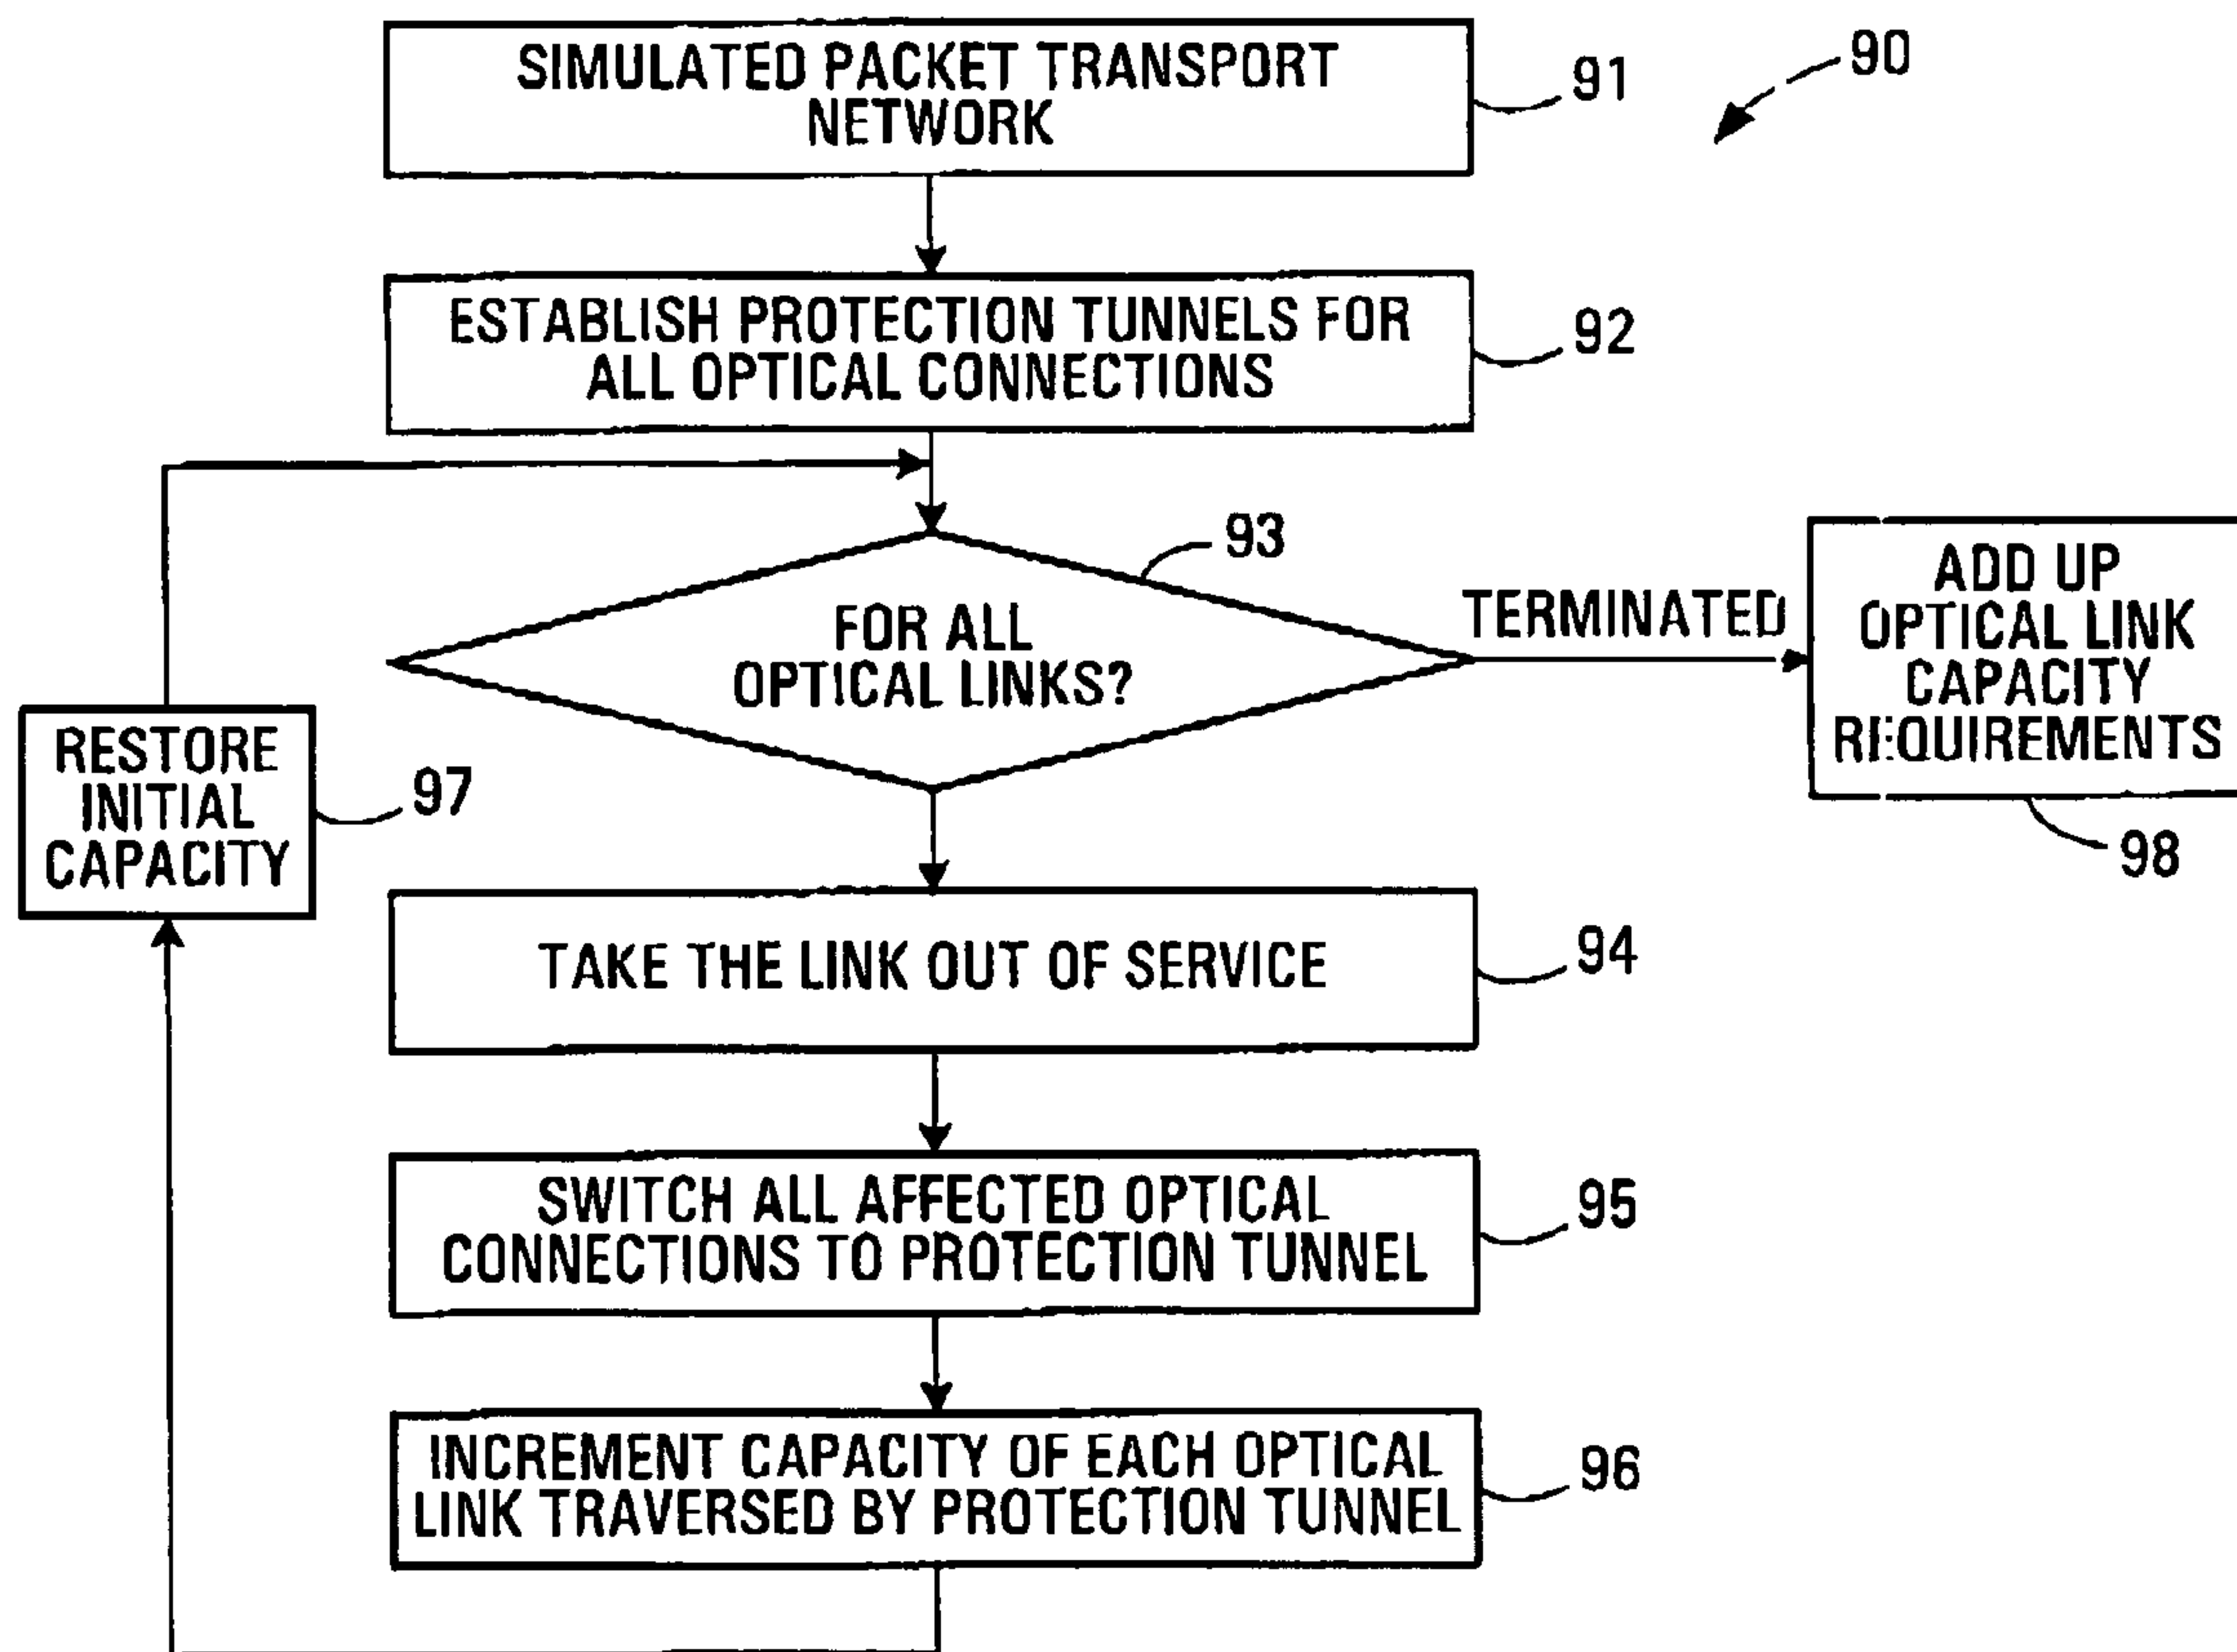 SIMULATED PACKET TRANSPORT
NETWORK
91
90
ESTABLISH PROTECTION TUNNELS FOR
ALL OPTICAL CONNECTIONS
92
93
FOR ALL
OPTICAL LINKS?
TERMINATED
ADD UP
OPTICAL LINK
CAPACITY
REQUIREMENTS
98
RESTORE
INITIAL
CAPACITY
97
TAKE THE LINK OUT OF SERVICE
94
SWITCH ALL AFFECTED OPTICAL
CONNECTIONS TO PROTECTION TUNNEL
95
INCREMENT CAPACITY OF EACH OPTICAL
LINK TRAVERSED BY PROTECTION TUNNEL
96